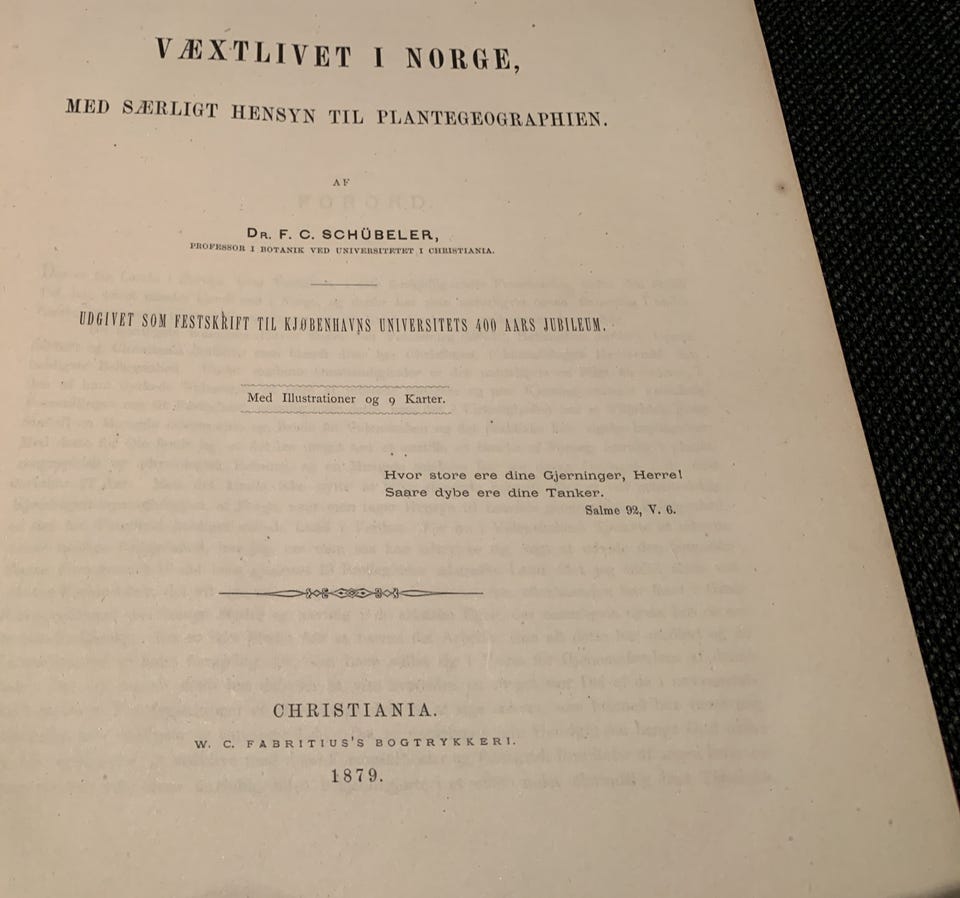 VÆXTLIVET I NORGE,
MED SÆRLIGT HENSYN TIL PLANTEGEOGRAPHIEN.
AF
FORORD.
DR. F. C. SCHÜBELER,
PROFESSOR I BOTANIK VED UNIVERSITETET I CHRISTIANIA.
UDGIVET SOM FESTSKRIFT TIL KJØBENHAVNS UNIVERSITETS 400 AARS JUBILEUM.
Med Illustrationer og 9 Karter.
Hvor store ere dine Gjerninger, Herre!
Saare dybe ere dine Tanker.
Salme 92, V. 6.
CHRISTIANIA.
W. C. FABRITIUS'S BOGTRYKKERI.
1879.